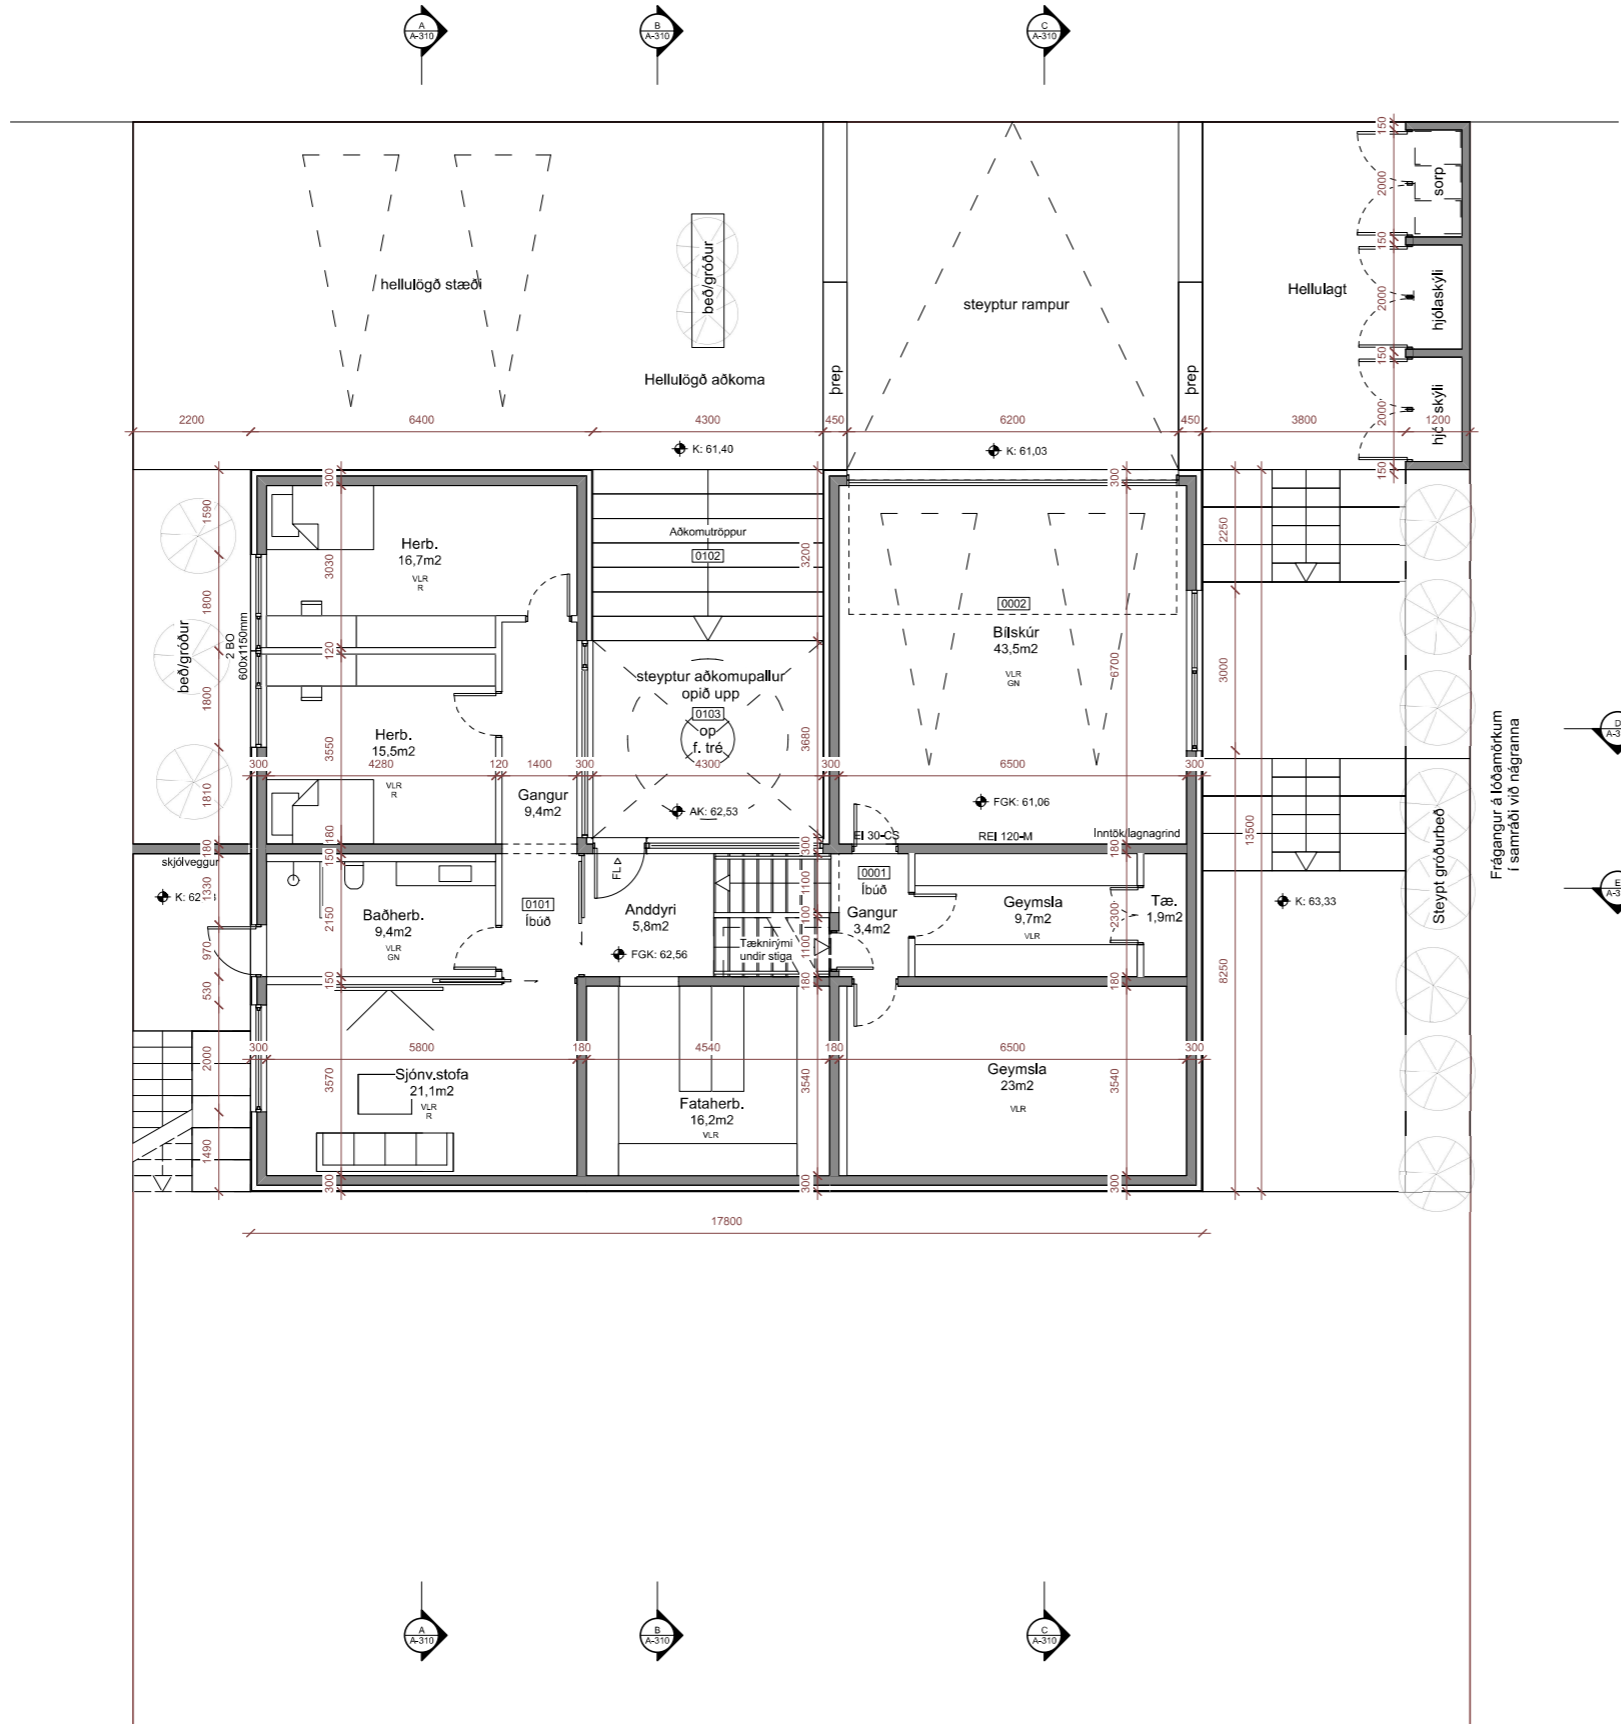 A
A-310
B
A-310
C
A-310
150
2000
sorp
150
2000
hjólaskýli
150
2000
150
hellulögð stæði
beð/gróður
Hellulögð aðkoma
þrep
steyptur rampur
þrep
Hellulagt
2200
6400
4300
450
6200
450
3800
1200
K: 61,40
K: 61,03
1590
1800
1800
1810
180
1330
970
530
2000
1490
beð/gróður
2 BO
600x1150mm
300
3030
120
3550
180
150
2150
150
3570
300
Herb.
16,7m2
VLR
R
Herb.
15,5m2
VLR
R
Aðkomutröppur
0102
3200
steyptur aðkomupallur
opið upp
0103
op
f. tré
3680
AK: 62,53
300
4280
120
1400
300
4300
300
6500
300
Gangur
9,4m2
300
0002
Bílskúr
43,5m2
VLR
GN
6700
FGK: 61,06
EI 30-CS
REI 120-M
Inntök/lagnagrind
2250
3000
8250
13500
skjólveggur
K: 62
Baðherb.
9,4m2
VLR
GN
0101
Íbúð
FL
Anddyri
5,8m2
FGK: 62,56
300
1100
100
1100
180
Tæknirými
undir stiga
0001
Íbúð
Gangur
3,4m2
Geymsla
9,7m2
VLR
180
2300
180
Tæ.
1,9m2
K: 63,33
Steypt gróðurbeð
Frágangur á lóðamörkum
í samráði við nágranna
300
5800
180
4540
180
6500
300
Sjónv.stofa
21,1m2
VLR
R
Fataherb.
16,2m2
VLR
3540
300
Geymsla
23m2
VLR
3540
300
17800
A
A-310
B
A-310
C
A-310